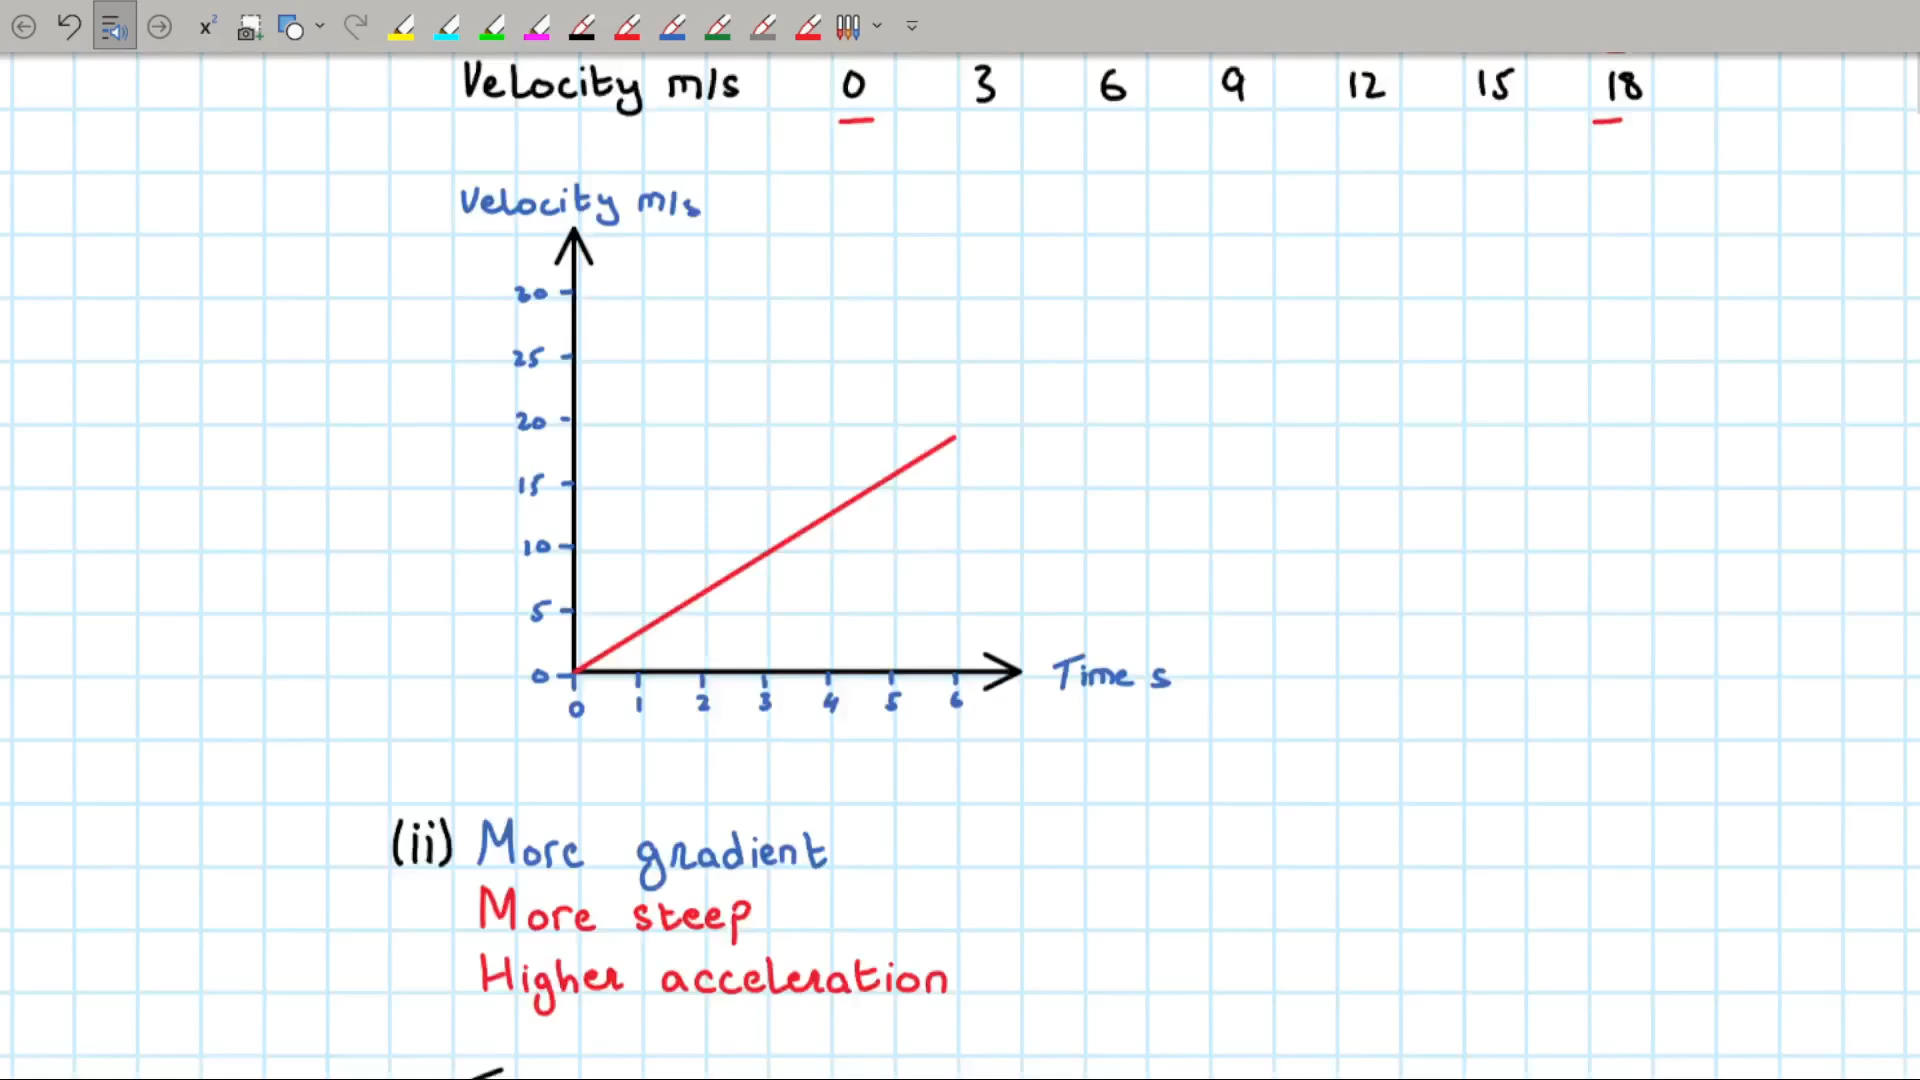 x²
Velocity m/s 0 3 6 9 12 15 18
Velocity m/s
30
25
20
15
10
5
0
0 1 2 3 4 5 6
Time s
(ii) More gradient
More steep
Higher acceleration